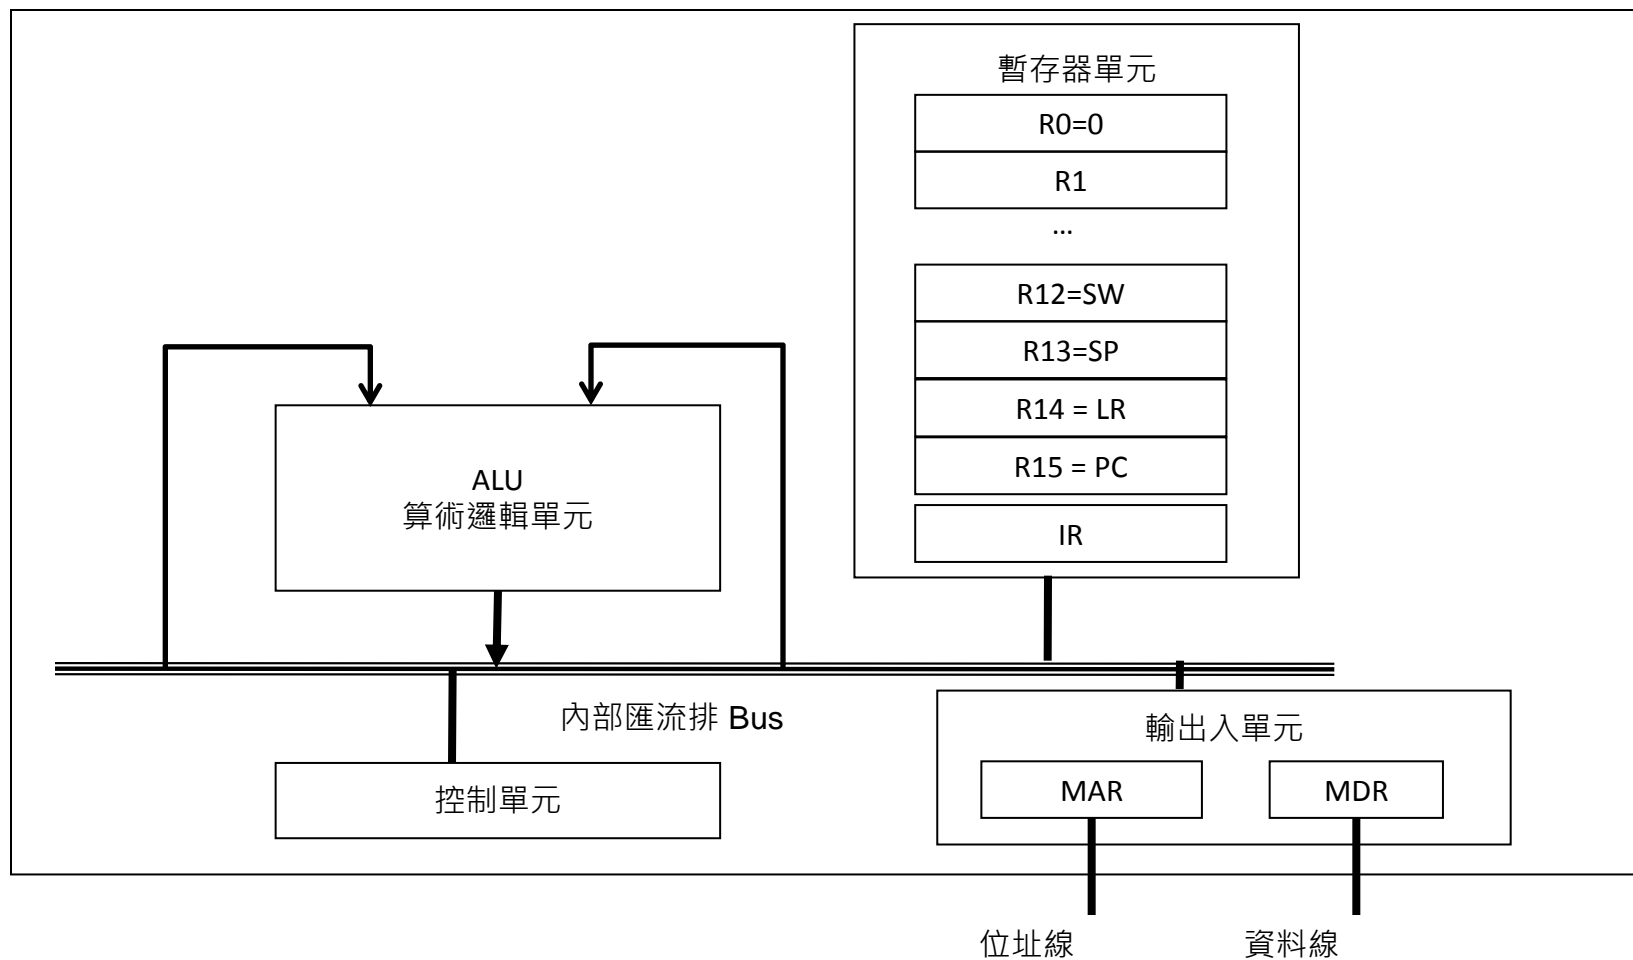 暫存器單元
R0=0
R1
...
R12=SW
R13=SP
R14 = LR
R15 = PC
IR
ALU
算術邏輯單元
內部匯流排 Bus
控制單元
輸出入單元
MAR
MDR
位址線
資料線